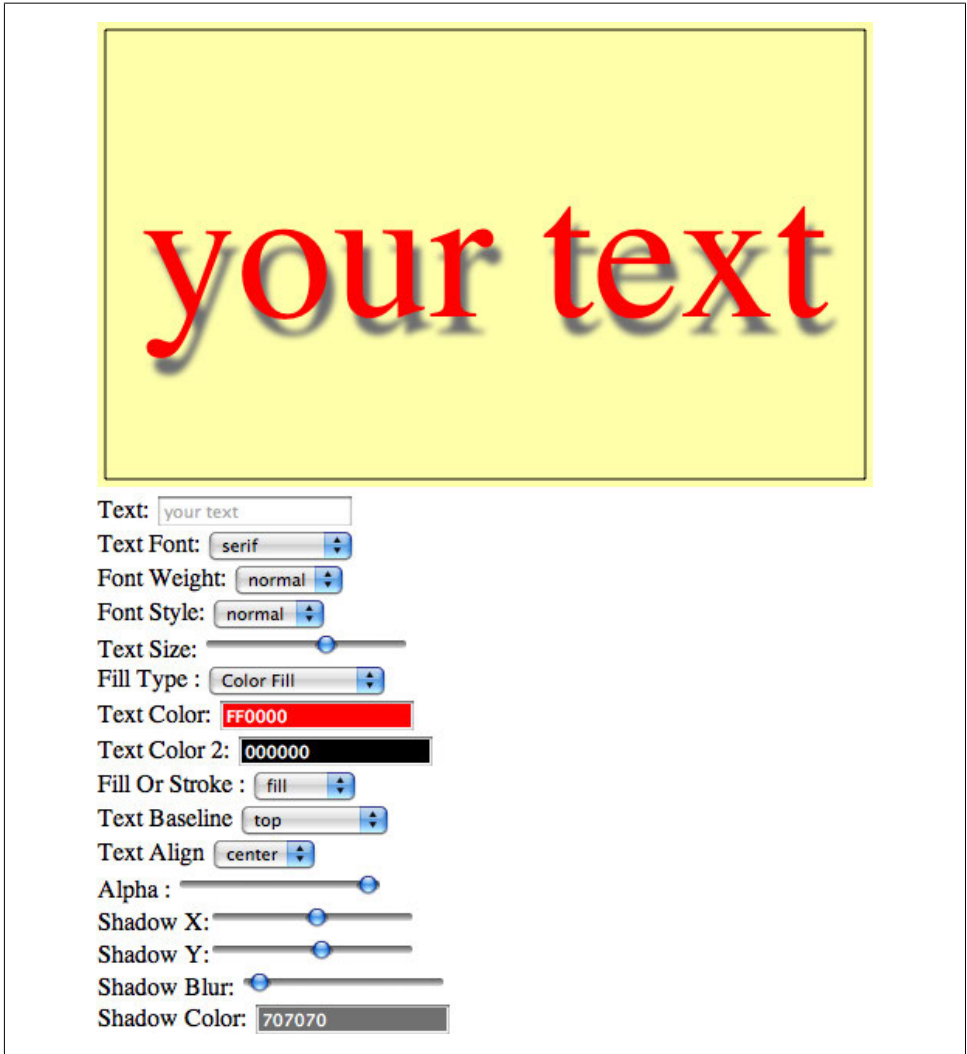 your text
Text: your text
Text Font: serif
Font Weight: normal
Font Style: normal
Text Size:
Fill Type : Color Fill
Text Color: FF0000
Text Color 2: 000000
Fill Or Stroke : fill
Text Baseline top
Text Align center
Alpha :
Shadow X:
Shadow Y:
Shadow Blur:
Shadow Color: 707070